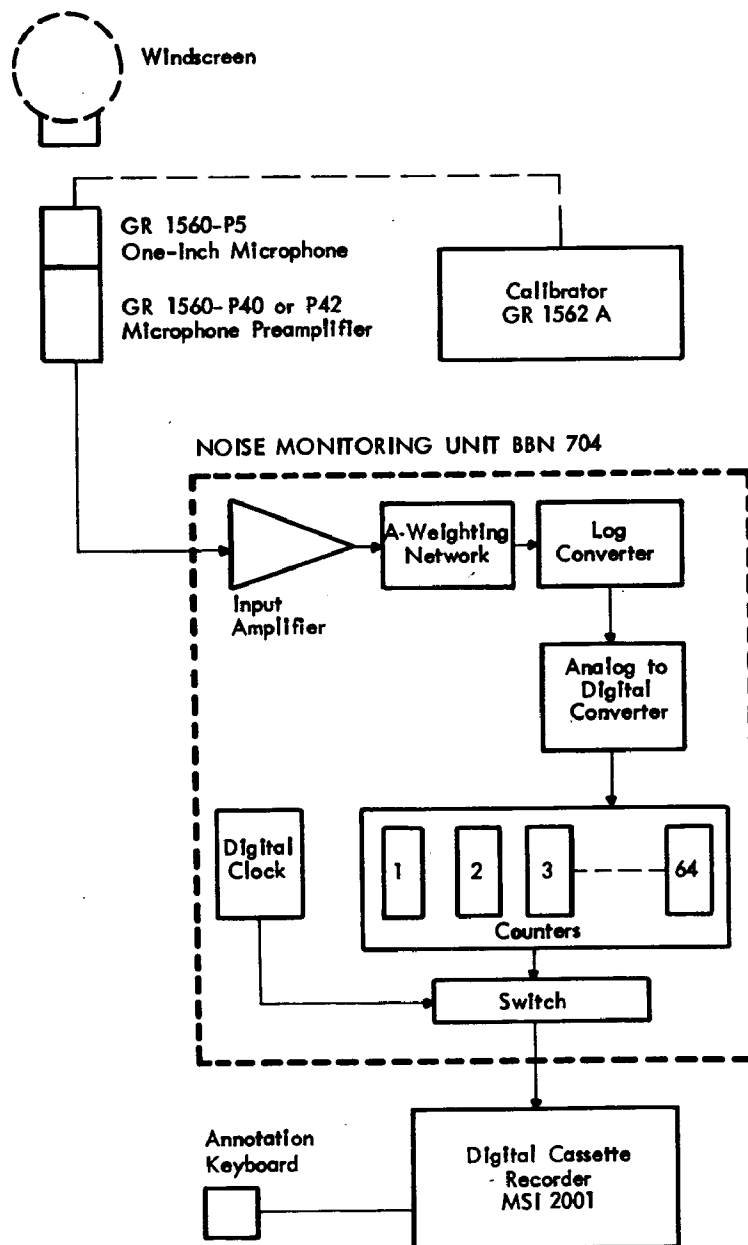 Windscreen
GR 1560-P5
One-Inch Microphone
GR 1560-P40 or P42
Microphone Preamplifier
Calibrator
GR 1562 A
NOISE MONITORING UNIT BBN 704
Input
Amplifier
A-Weighting
Network
Log
Converter
Analog to
Digital
Converter
Digital
Clock
1
2
3
64
Counters
Switch
Annotation
Keyboard
Digital Cassette
Recorder
MSI 2001